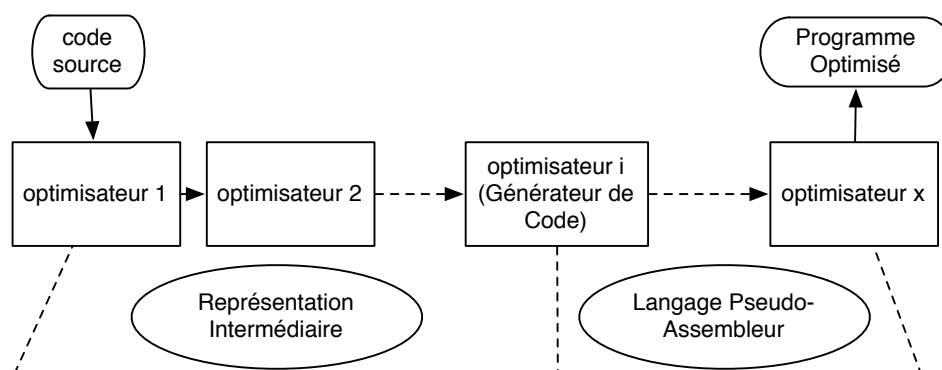 code
source
Programme
Optimisé
optimisateur 1
optimisateur 2
optimisateur i
(Générateur de
Code)
optimisateur x
Représentation
Intermédiaire
Langage Pseudo-
Assembleur